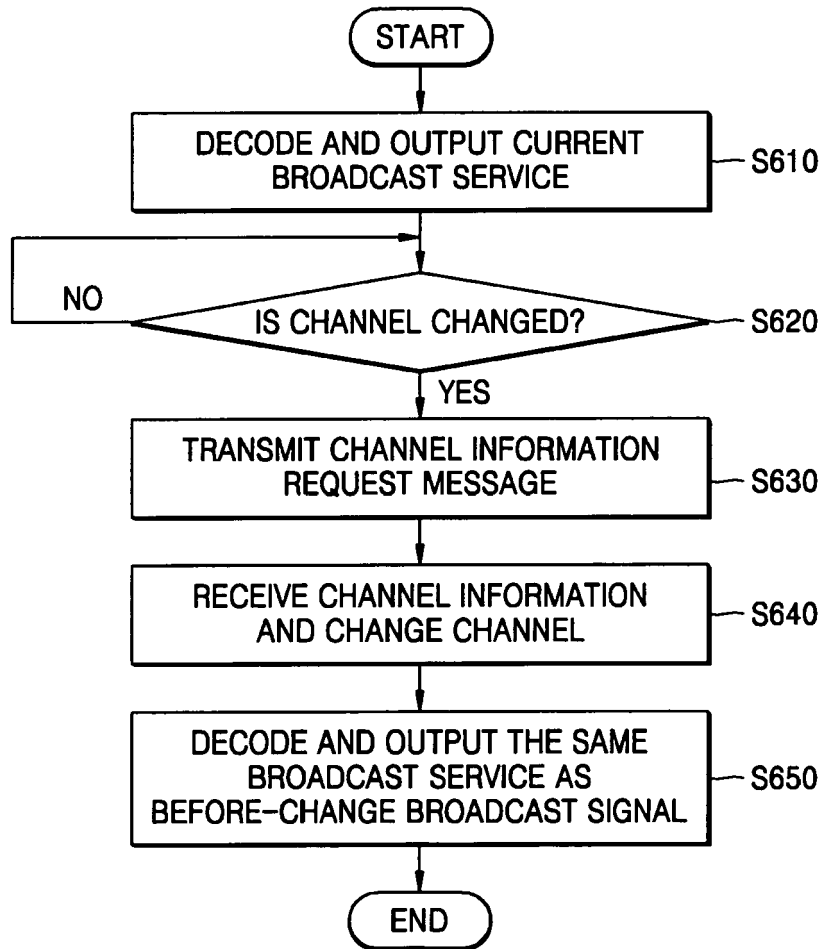 START
DECODE AND OUTPUT CURRENT
BROADCAST SERVICE
S610
NO
IS CHANNEL CHANGED?
S620
YES
TRANSMIT CHANNEL INFORMATION
REQUEST MESSAGE
S630
RECEIVE CHANNEL INFORMATION
AND CHANGE CHANNEL
S640
DECODE AND OUTPUT THE SAME
BROADCAST SERVICE AS
BEFORE-CHANGE BROADCAST SIGNAL
S650
END